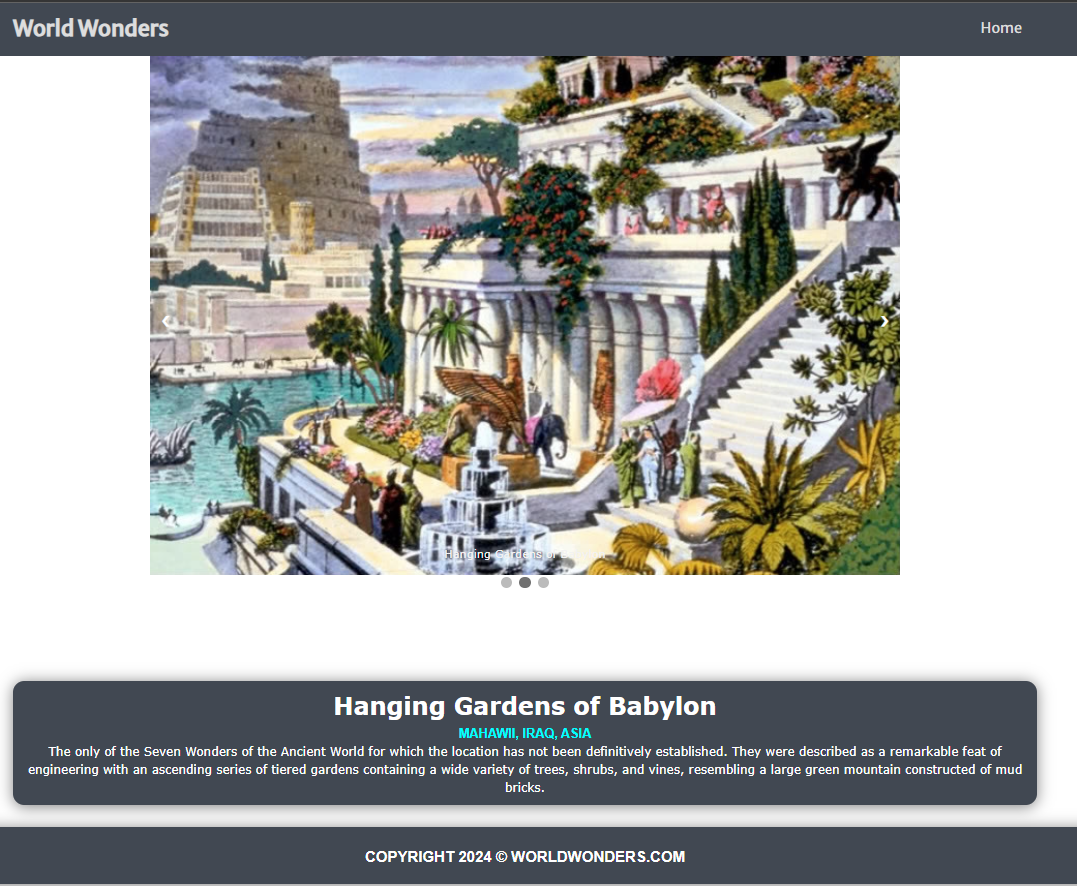 World Wonders
Home
Hanging Gardens of Babylon
Hanging Gardens of Babylon
MAHAWIL, IRAQ, ASIA
The only of the Seven Wonders of the Ancient World for which the location has not been definitively established. They were described as a remarkable feat of
engineering with an ascending series of tiered gardens containing a wide variety of trees, shrubs, and vines, resembling a large green mountain constructed of mud
bricks.
COPYRIGHT 2024 © WORLDWONDERS.COM